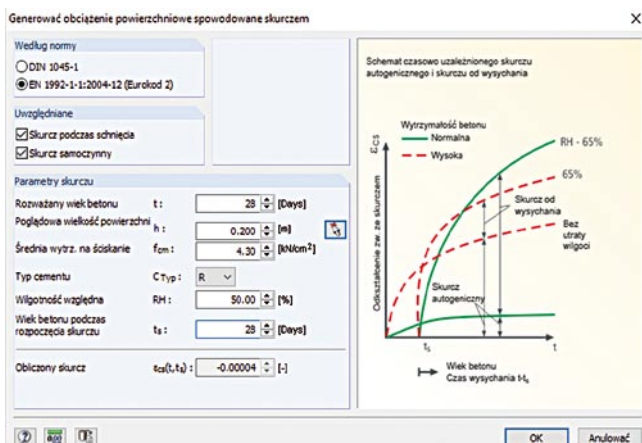 Generować obciążenie powierzchniowe spowodowane skurczem
X
Według normy
DIN 1045-1
EN 1992-1-1:2004-12 (Eurokod 2)
Uwzględniane
Skurcz podczas schnięcia
Skurcz samoczynny
Parametry skurczu
Rozważany wiek betonu t : 28 [Days]
Poglądowa wielkość powierzchni h : 0.200 [m]
Średnia wytrz. na ściskanie fcm : 4.30 [kN/cm²]
Typ cementu C Typ : R
Wilgotność względna RH : 50.00 [%]
Wiek betonu podczas
rozpoczęcia skurczu ts : 28 [Days]
Obliczony skurcz εcs(t,ts) : -0.00004 [-]
Schemat czasowo uzależnionego skurczu
autogenicznego i skurczu od wysychania
Wytrzymałość betonu
Normalna
Wysoka
RH - 65%
65%
Skurcz od
wysychania
Bez
utraty
wilgoci
Skurcz
autogeniczny
Odkształcenie zw. ze skurczem εCS
ts
t
Wiek betonu
Czas wysychania t-ts
0.00
OK
Anulować